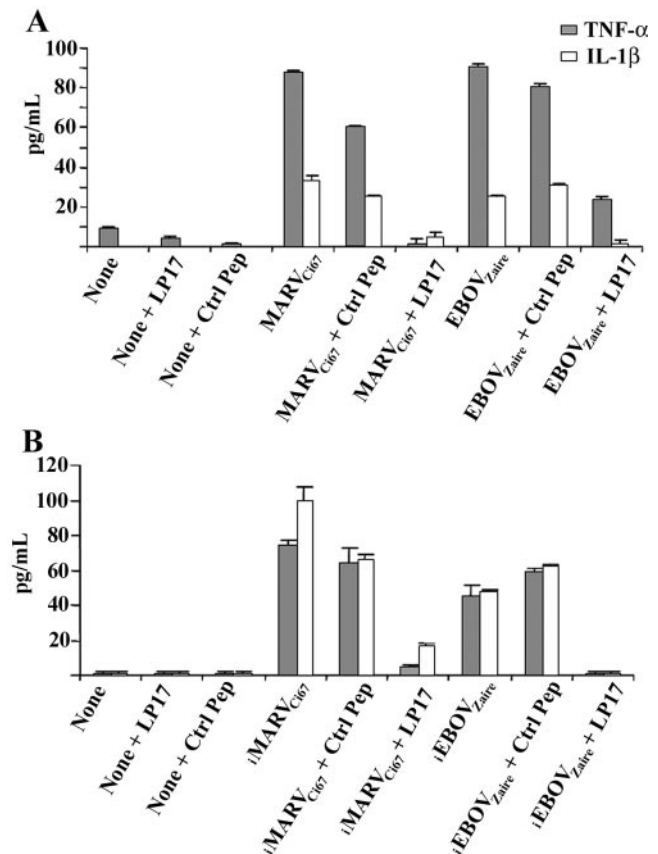 A
TNF-α
IL-1β
pg/mL
100
80
60
40
20
None
None + LP17
None + Ctrl Pep
MARVCi67
MARVCi67 + Ctrl Pep
MARVCi67 + LP17
EBOVZaire
EBOVZaire + Ctrl Pep
EBOVZaire + LP17
B
pg/mL
120
100
80
60
40
20
None
None + LP17
None + Ctrl Pep
iMARVCi67
iMARVCi67 + Ctrl Pep
iMARVCi67 + LP17
iEBOVZaire
iEBOVZaire + Ctrl Pep
iEBOVZaire + LP17